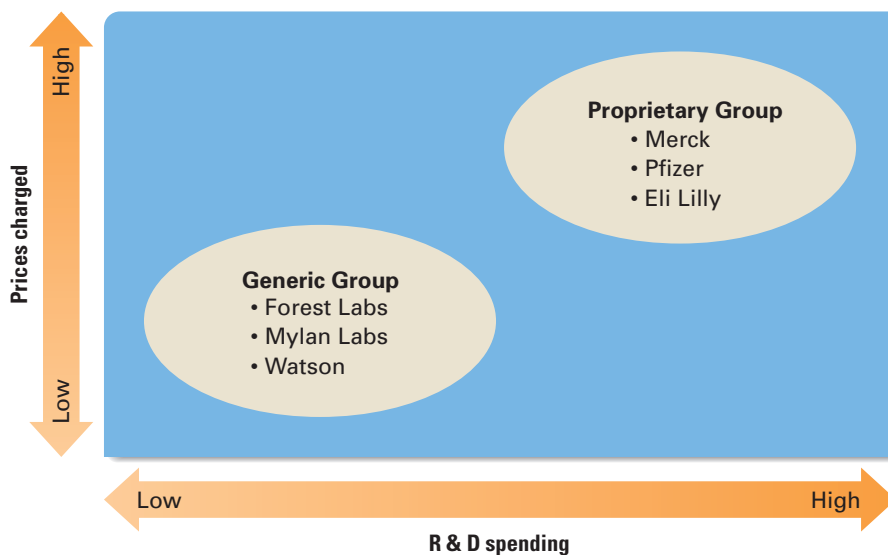 High
Prices charged
Low
Proprietary Group
• Merck
• Pfizer
• Eli Lilly
Generic Group
• Forest Labs
• Mylan Labs
• Watson
Low
High
R & D spending